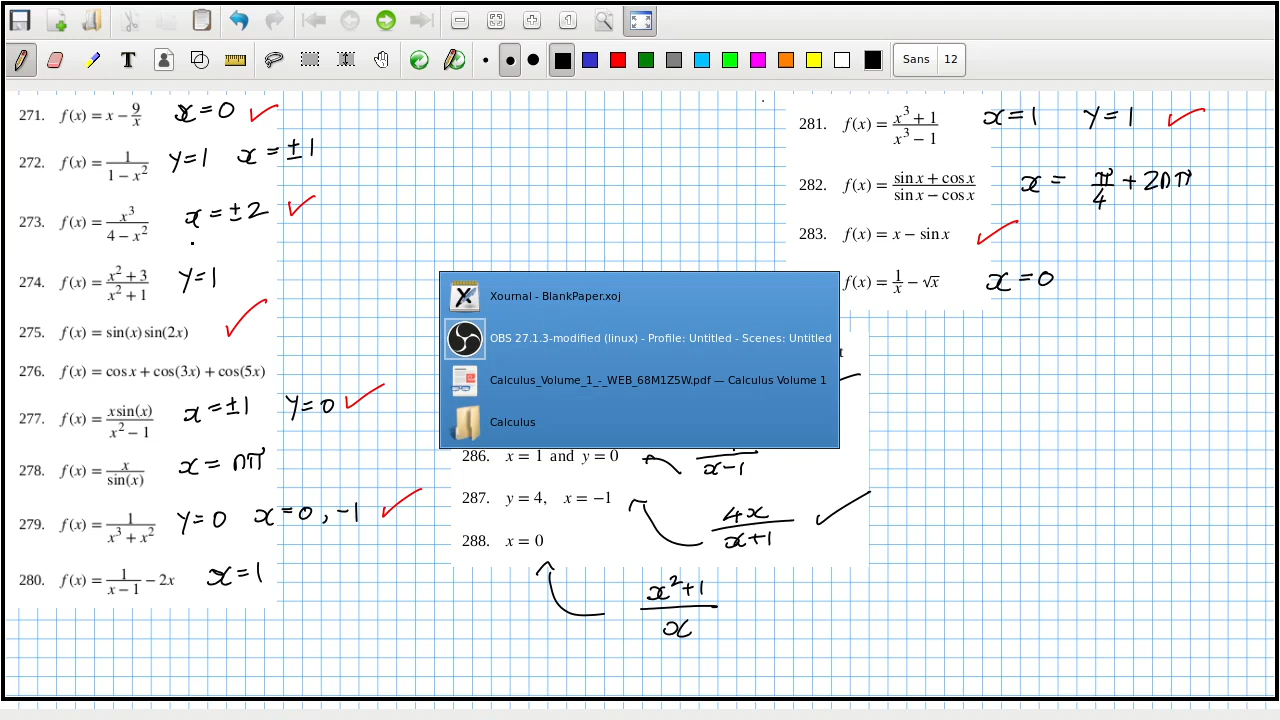 Sans 12
271. f(x) = x − 9/x x = 0
272. f(x) = 1/(1 − x²) y = 1 x = ±1
273. f(x) = x³/(4 − x²) x = ±2
274. f(x) = (x² + 3)/(x² + 1) y = 1
275. f(x) = sin(x) sin(2x)
276. f(x) = cos x + cos(3x) + cos(5x)
277. f(x) = x sin(x)/(x² − 1) x = ±1 y = 0
278. f(x) = x/sin(x) x = nπ
279. f(x) = 1/(x³ + x²) y = 0 x = 0, -1
280. f(x) = 1/(x − 1) − 2x x = 1
281. f(x) = (x³ + 1)/(x³ − 1) x = 1 y = 1
282. f(x) = (sin x + cos x)/(sin x − cos x) x = π/4 + 2nπ
283. f(x) = x − sin x
f(x) = 1/x − √x x = 0
Xournal - BlankPaper.xoj
OBS 27.1.3-modified (linux) - Profile: Untitled - Scenes: Untitled
Calculus_Volume_1_-_WEB_68M1Z5W.pdf — Calculus Volume 1
Calculus
286. x = 1 and y = 0 x-1
287. y = 4, x = −1 4x/(x+1)
288. x = 0
(x²+1)/x